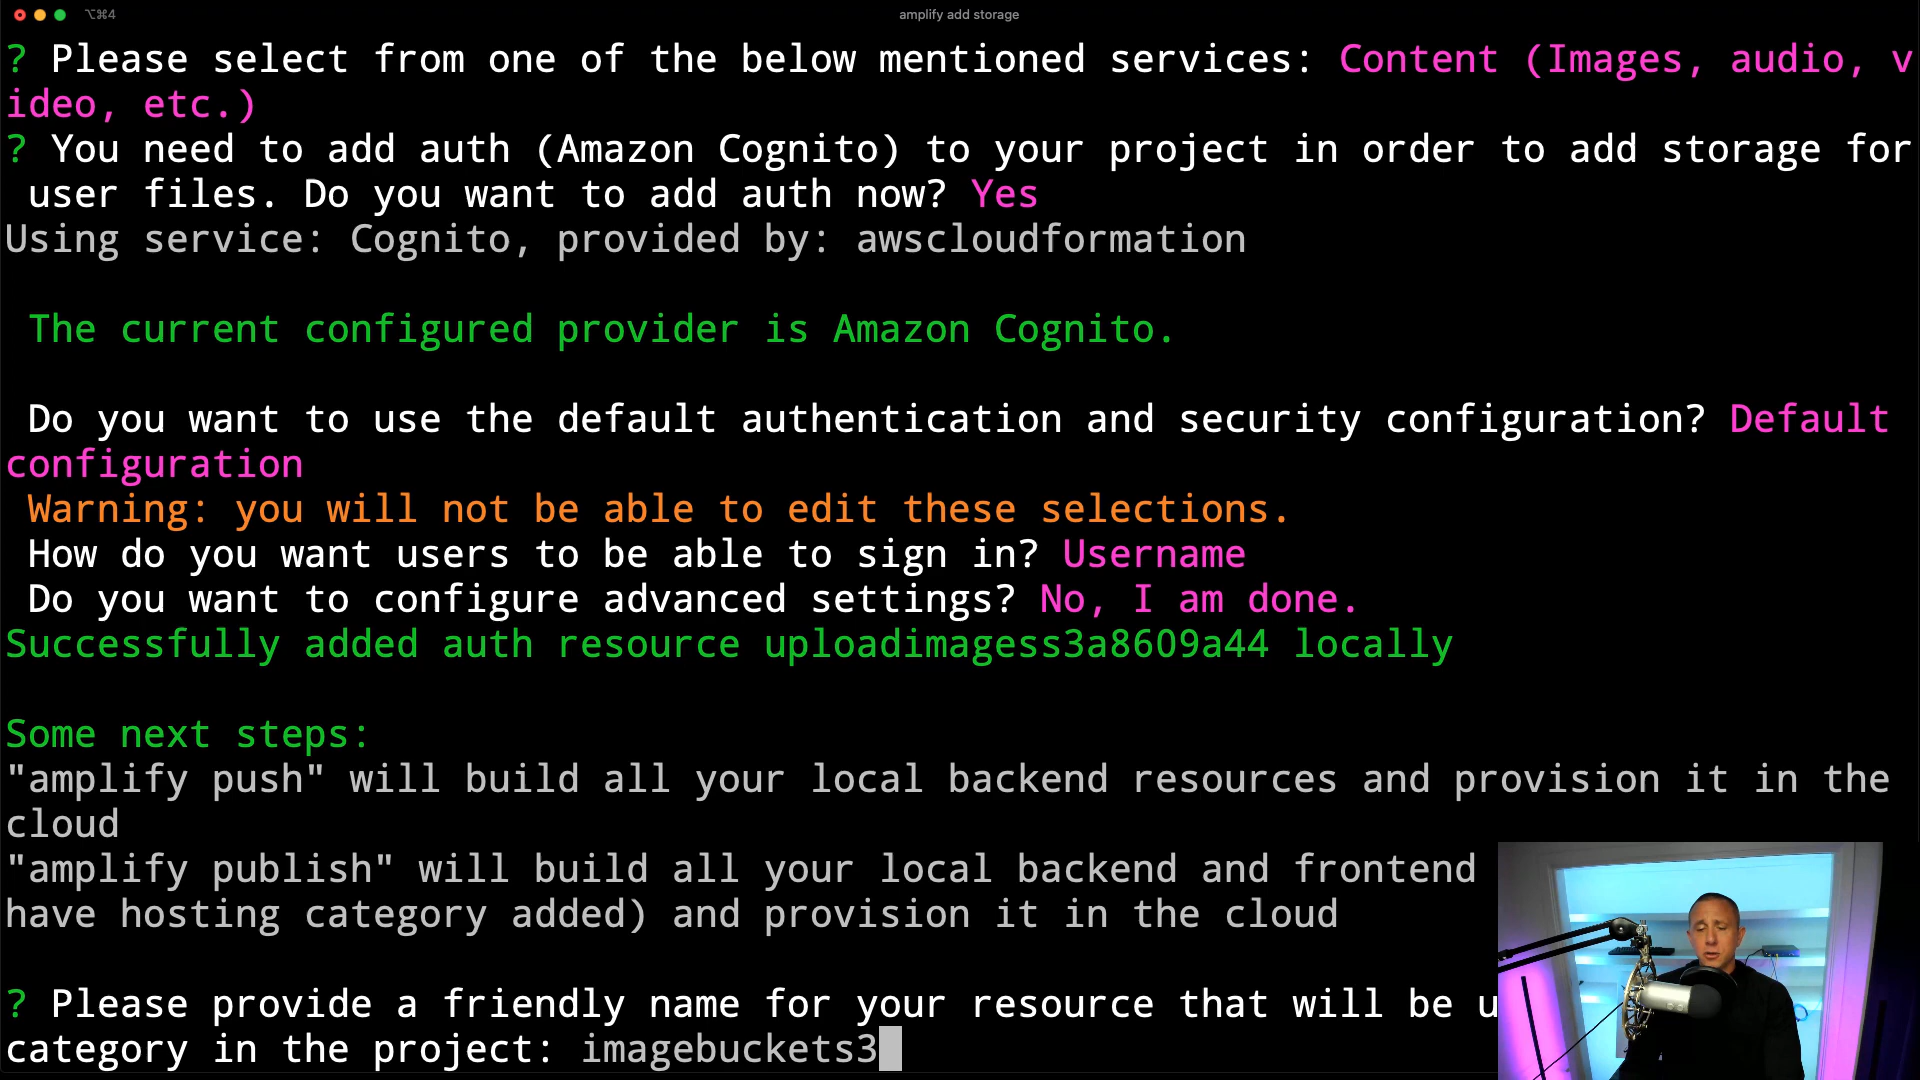 ⌥⌘4
amplify add storage
? Please select from one of the below mentioned services: Content (Images, audio, v
ideo, etc.)
? You need to add auth (Amazon Cognito) to your project in order to add storage for
user files. Do you want to add auth now? Yes
Using service: Cognito, provided by: awscloudformation
The current configured provider is Amazon Cognito.
Do you want to use the default authentication and security configuration? Default
configuration
Warning: you will not be able to edit these selections.
How do you want users to be able to sign in? Username
Do you want to configure advanced settings? No, I am done.
Successfully added auth resource uploadimagess3a8609a44 locally
Some next steps:
"amplify push" will build all your local backend resources and provision it in the
cloud
"amplify publish" will build all your local backend and frontend
have hosting category added) and provision it in the cloud
? Please provide a friendly name for your resource that will be u
category in the project: imagebuckets3